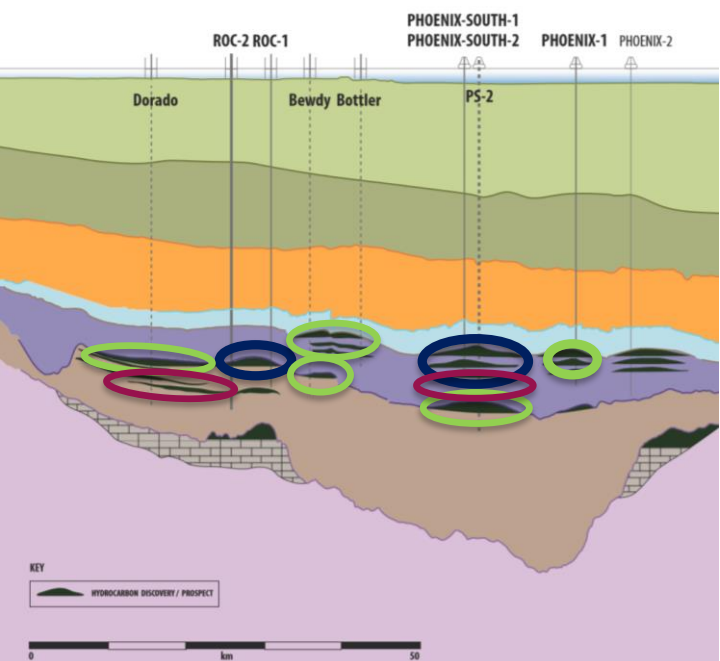 PHOENIX-SOUTH-1
ROC-2 ROC-1 PHOENIX-SOUTH-2 PHOENIX-1 PHOENIX-2
Dorado Bewdy Bottler PS-2
KEY
HYDROCARBON DISCOVERY / PROSPECT
0 km 50